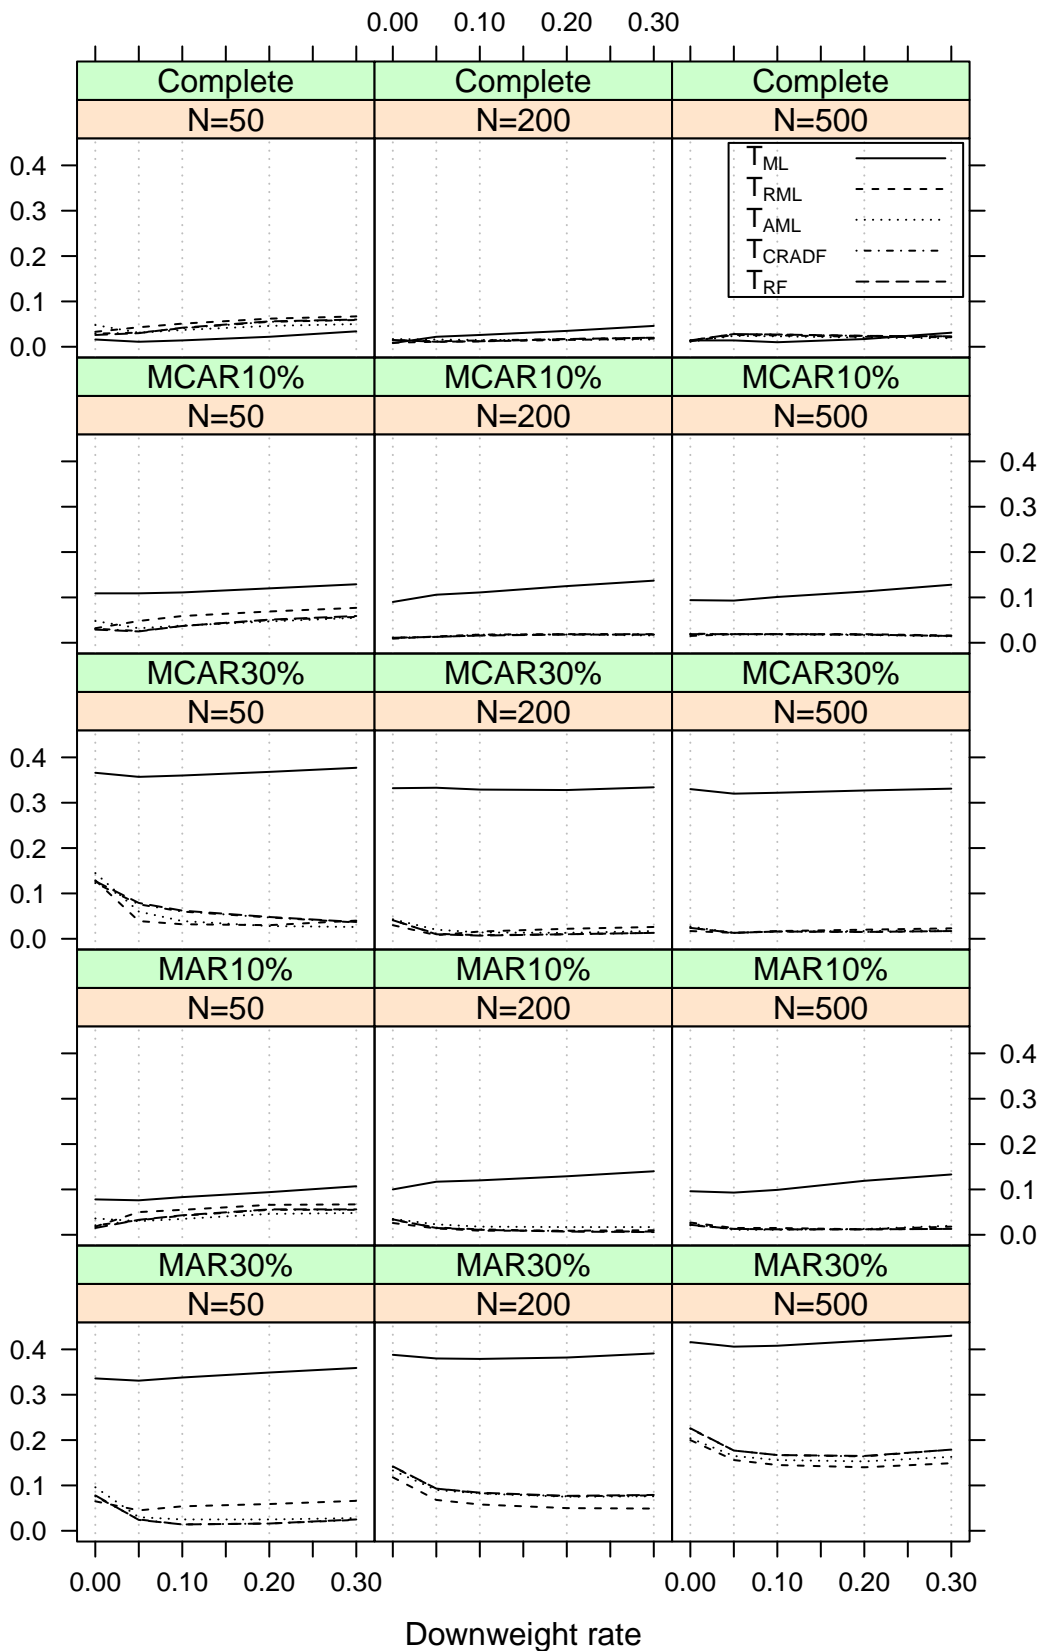 0.00 0.10 0.20 0.30
Complete Complete Complete
N=50 N=200 N=500
0.4
0.3
0.2
0.1
0.0
T_ML
T_RML
T_AML
T_CRADF
T_RF
MCAR10% MCAR10% MCAR10%
N=50 N=200 N=500
0.4
0.3
0.2
0.1
0.0
MCAR30% MCAR30% MCAR30%
N=50 N=200 N=500
0.4
0.3
0.2
0.1
0.0
MAR10% MAR10% MAR10%
N=50 N=200 N=500
0.4
0.3
0.2
0.1
0.0
MAR30% MAR30% MAR30%
N=50 N=200 N=500
0.4
0.3
0.2
0.1
0.0
0.00 0.10 0.20 0.30 0.00 0.10 0.20 0.30
Downweight rate